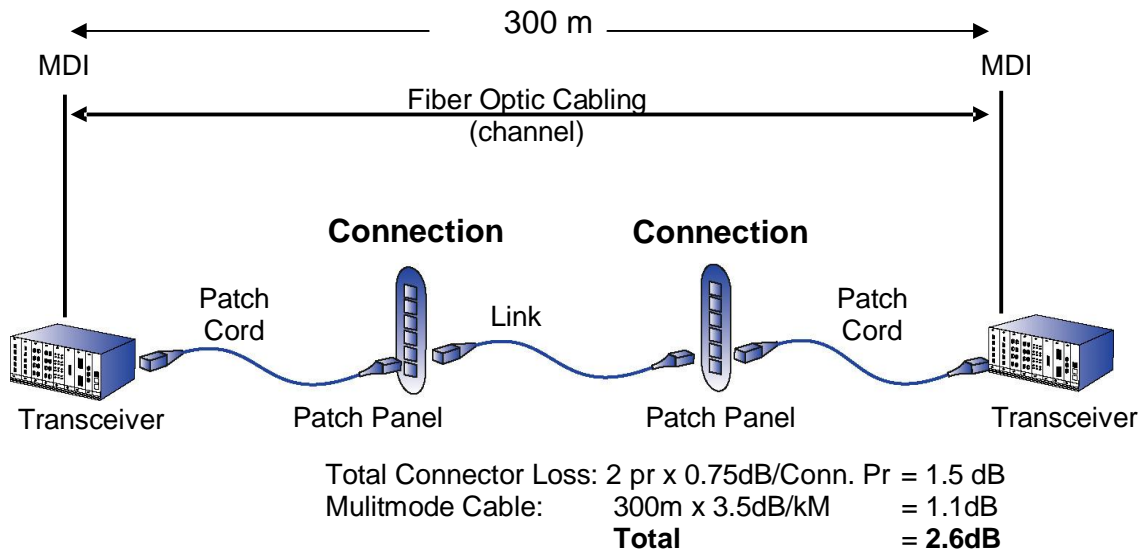 300 m
MDI
MDI
Fiber Optic Cabling
(channel)
Connection
Connection
Patch
Cord
Link
Patch
Cord
Transceiver
Patch Panel
Patch Panel
Transceiver
Total Connector Loss: 2 pr x 0.75dB/Conn. Pr = 1.5 dB
Mulitmode Cable: 300m x 3.5dB/kM = 1.1dB
Total = 2.6dB